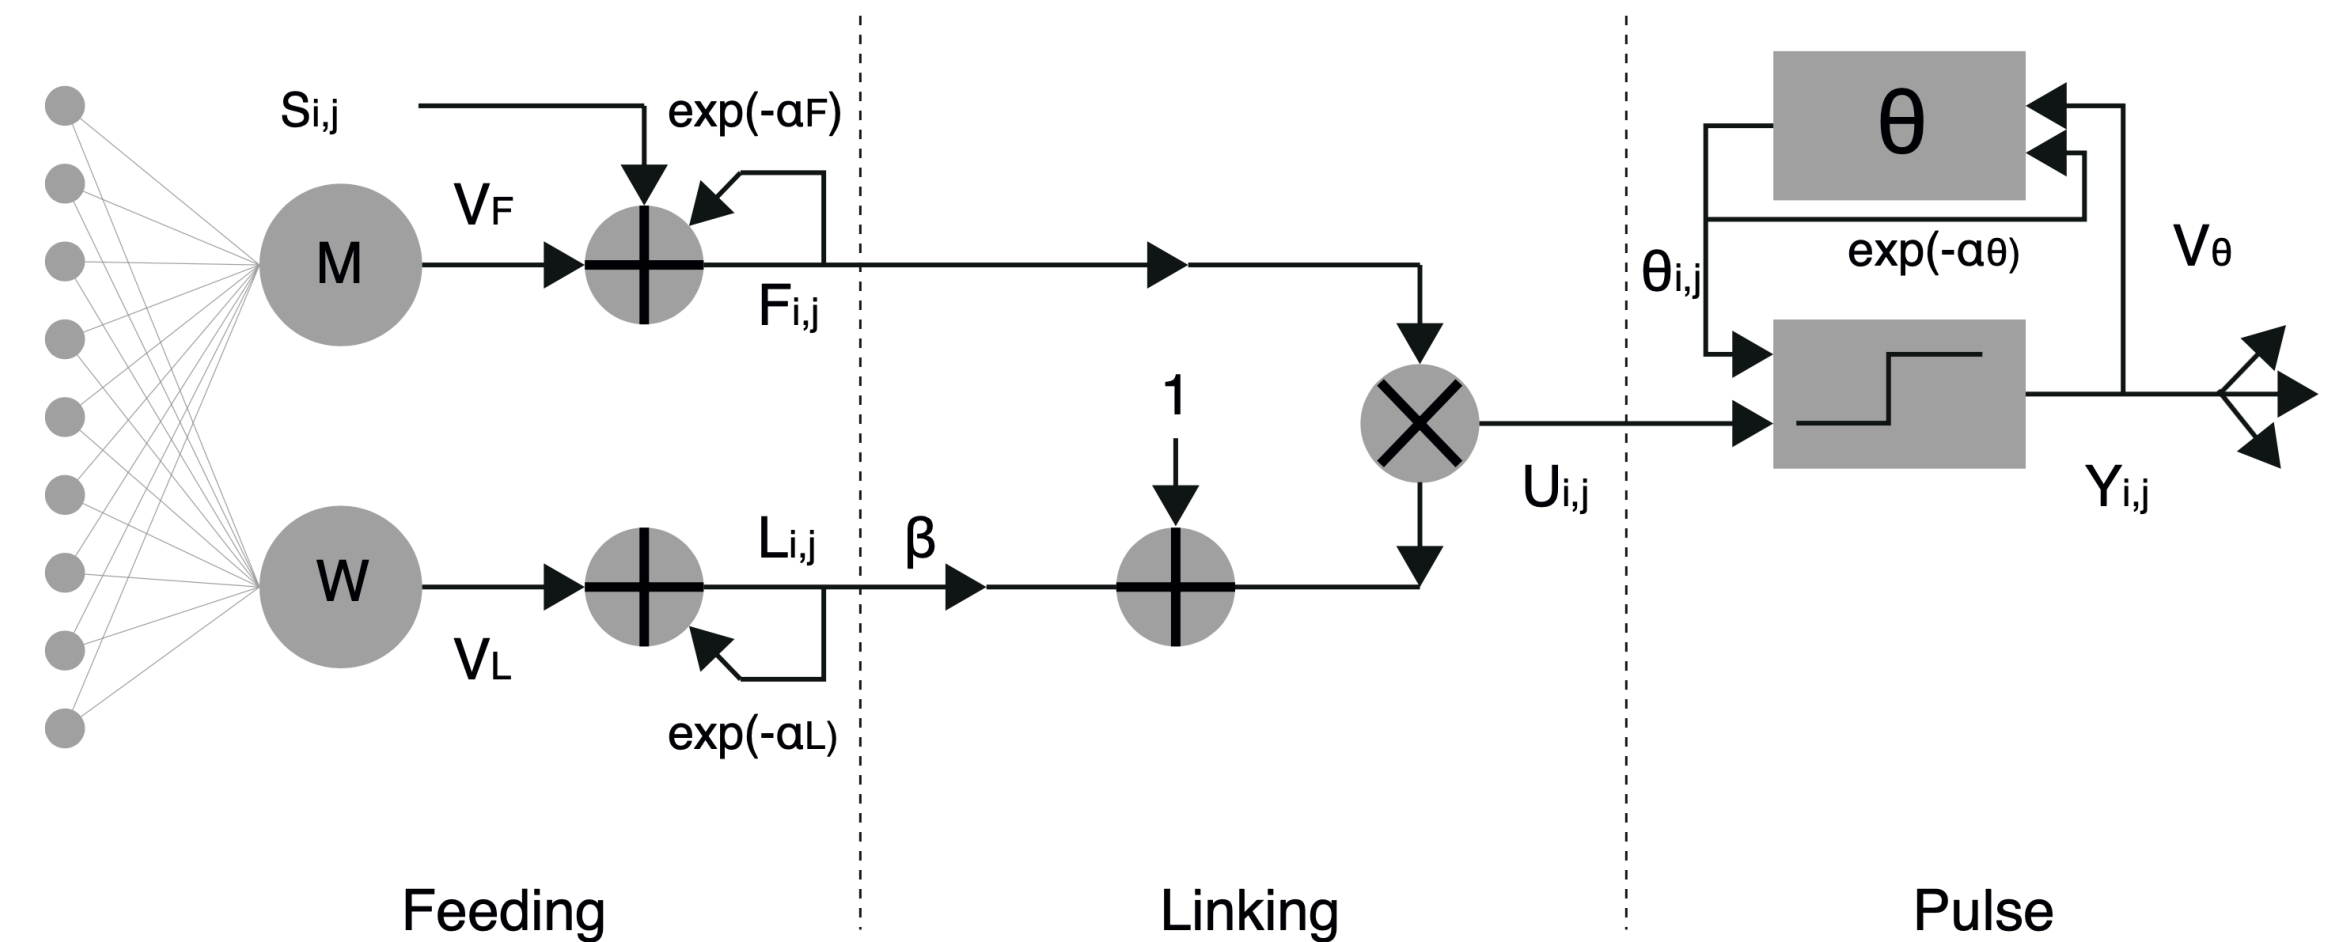 Si,j
exp(-αF)
M
VF
Fi,j
W
VL
Li,j
exp(-αL)
β
1
Ui,j
θ
θi,j
exp(-αθ)
Vθ
Yi,j
Feeding
Linking
Pulse